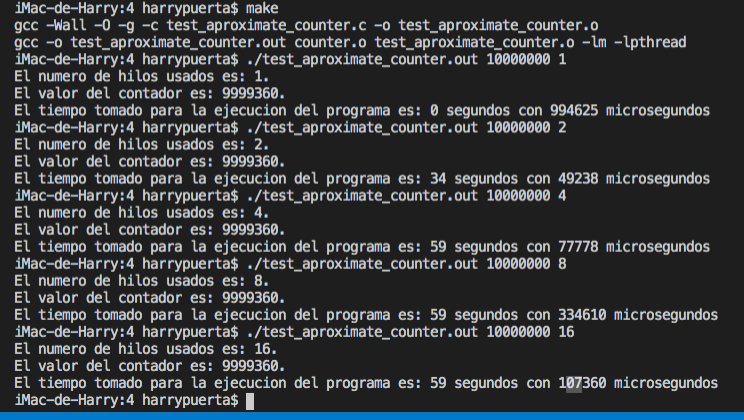 iMac-de-Harry:4 harrypuerta$ make
gcc -Wall -O -g -c test_aproximate_counter.c -o test_aproximate_counter.o
gcc -o test_aproximate_counter.out counter.o test_aproximate_counter.o -lm -lpthread
iMac-de-Harry:4 harrypuerta$ ./test_aproximate_counter.out 10000000 1
El numero de hilos usados es: 1.
El valor del contador es: 9999360.
El tiempo tomado para la ejecucion del programa es: 0 segundos con 994625 microsegundos
iMac-de-Harry:4 harrypuerta$ ./test_aproximate_counter.out 10000000 2
El numero de hilos usados es: 2.
El valor del contador es: 9999360.
El tiempo tomado para la ejecucion del programa es: 34 segundos con 49238 microsegundos
iMac-de-Harry:4 harrypuerta$ ./test_aproximate_counter.out 10000000 4
El numero de hilos usados es: 4.
El valor del contador es: 9999360.
El tiempo tomado para la ejecucion del programa es: 59 segundos con 77778 microsegundos
iMac-de-Harry:4 harrypuerta$ ./test_aproximate_counter.out 10000000 8
El numero de hilos usados es: 8.
El valor del contador es: 9999360.
El tiempo tomado para la ejecucion del programa es: 59 segundos con 334610 microsegundos
iMac-de-Harry:4 harrypuerta$ ./test_aproximate_counter.out 10000000 16
El numero de hilos usados es: 16.
El valor del contador es: 9999360.
El tiempo tomado para la ejecucion del programa es: 59 segundos con 107360 microsegundos
iMac-de-Harry:4 harrypuerta$